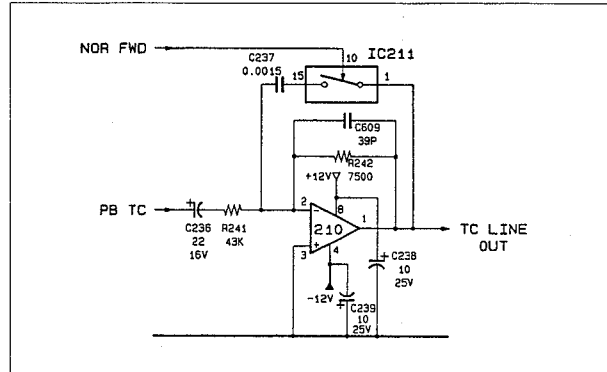 NOR FWD
IC211
C237
0.0015
15
10
1
C609
39P
R242
7500
+12V
PB TC
C236
22
16V
R241
43K
2
-
8
210
1
3
+
4
TC LINE
OUT
+
C238
10
25V
-12V
+
C239
10
25V
+